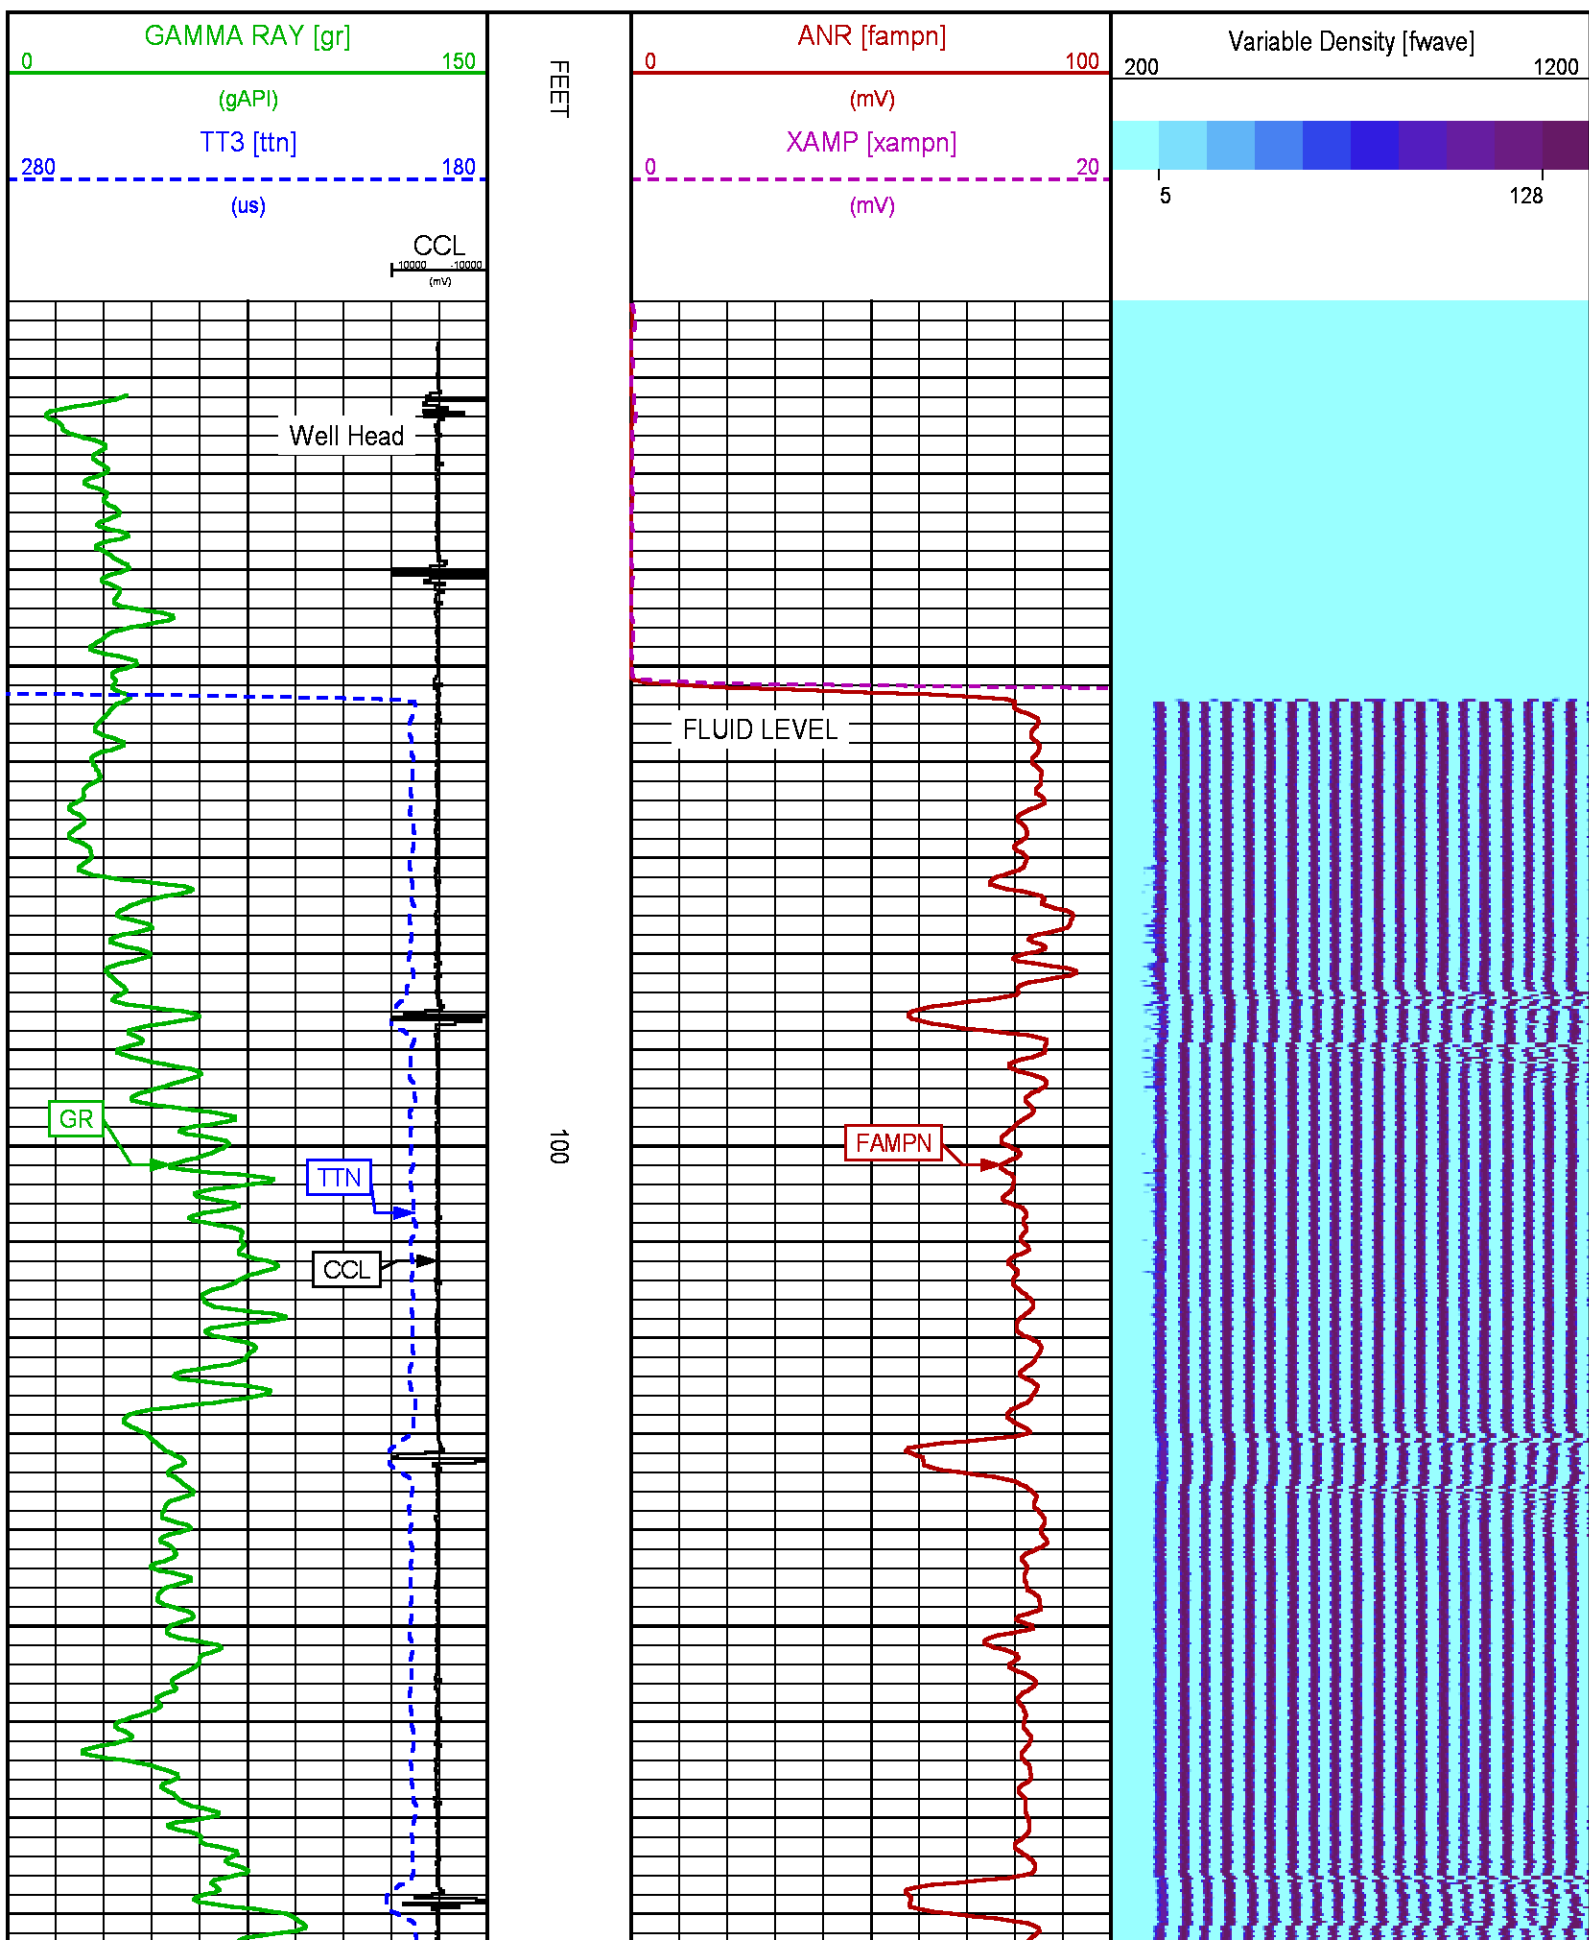 GAMMA RAY [gr]
0 150
(gAPI)
TT3 [ttn]
280 180
(us)
CCL
10000 -10000
(mV)
FEET
ANR [fampn]
0 100
(mV)
XAMP [xampn]
0 20
(mV)
Variable Density [fwave]
200 1200
5 128
Well Head
FLUID LEVEL
GR
TTN
CCL
100
FAMPN